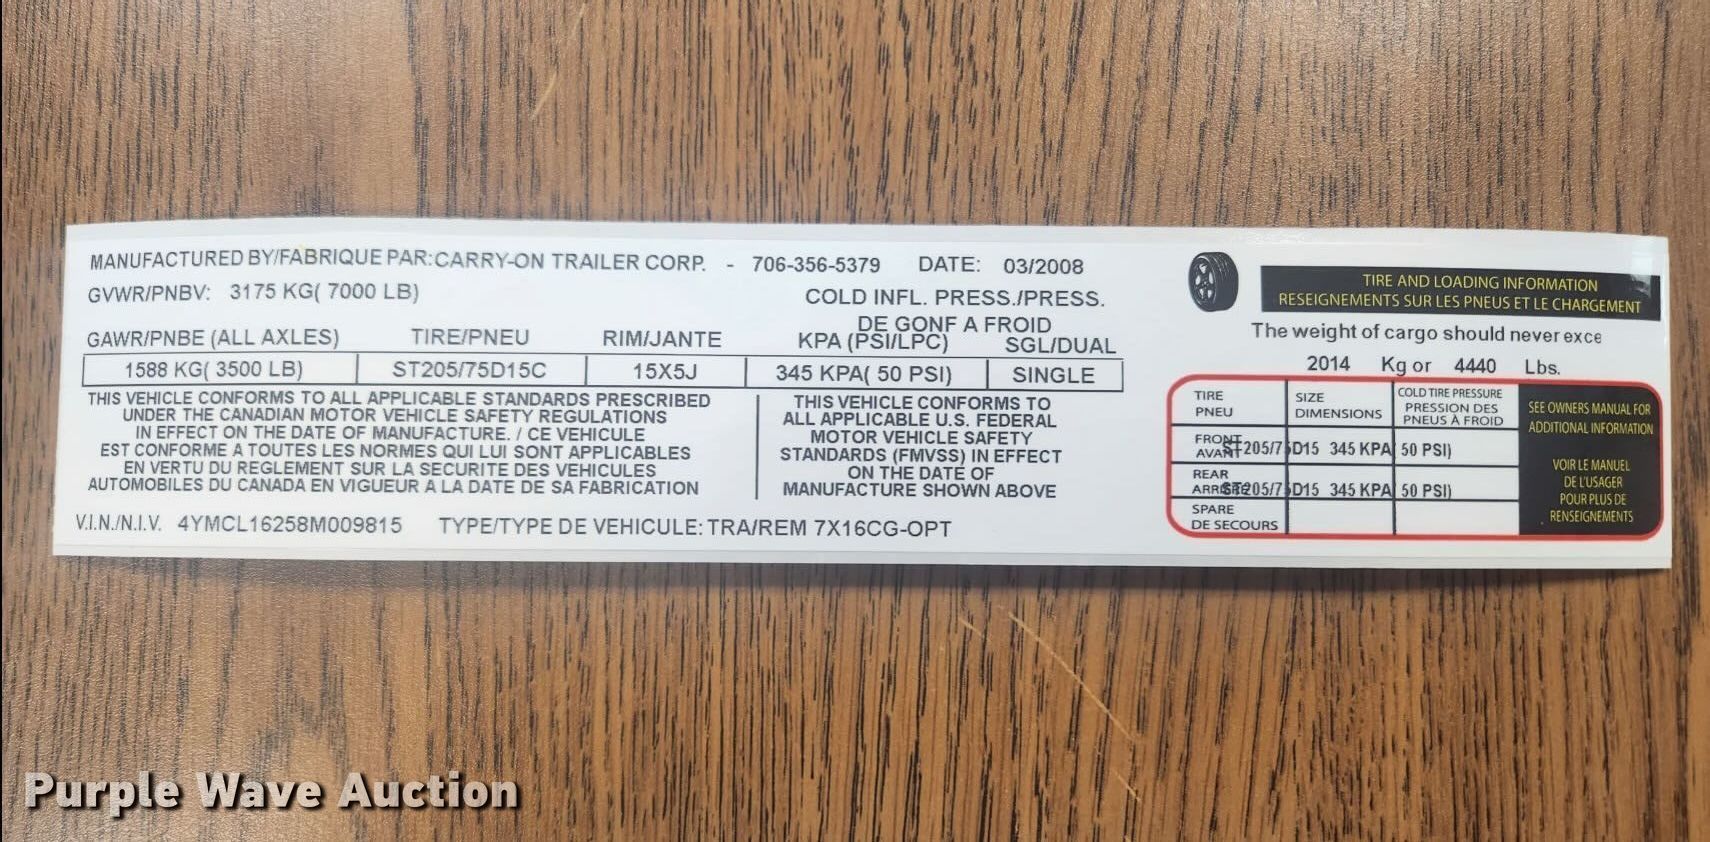 MANUFACTURED BY/FABRIQUE PAR: CARRY-ON TRAILER CORP. - 706-356-5379 DATE: 03/2008
GVWR/PNBV: 3175 KG( 7000 LB)
COLD INFL. PRESS./PRESS.
DE GONF A FROID
GAWR/PNBE (ALL AXLES) TIRE/PNEU RIM/JANTE KPA (PSI/LPC) SGL/DUAL
1588 KG( 3500 LB) ST205/75D15C 15X5J 345 KPA( 50 PSI) SINGLE
THIS VEHICLE CONFORMS TO ALL APPLICABLE STANDARDS PRESCRIBED
UNDER THE CANADIAN MOTOR VEHICLE SAFETY REGULATIONS
IN EFFECT ON THE DATE OF MANUFACTURE. / CE VEHICULE
EST CONFORME A TOUTES LES NORMES QUI LUI SONT APPLICABLES
EN VERTU DU REGLEMENT SUR LA SECURITE DES VEHICULES
AUTOMOBILES DU CANADA EN VIGUEUR A LA DATE DE SA FABRICATION
THIS VEHICLE CONFORMS TO
ALL APPLICABLE U.S. FEDERAL
MOTOR VEHICLE SAFETY
STANDARDS (FMVSS) IN EFFECT
ON THE DATE OF
MANUFACTURE SHOWN ABOVE
V.I.N./N.I.V. 4YMCL16258M009815 TYPE/TYPE DE VEHICULE: TRA/REM 7X16CG-OPT
TIRE AND LOADING INFORMATION
RESEIGNEMENTS SUR LES PNEUS ET LE CHARGEMENT
The weight of cargo should never exce
2014 Kg or 4440 Lbs.
TIRE
PNEU
SIZE
DIMENSIONS
COLD TIRE PRESSURE
PRESSION DES
PNEUS À FROID
FRONT
AVANT
ST205/75D15 345 KPA( 50 PSI)
REAR
ARRIÈRE
ST205/75D15 345 KPA( 50 PSI)
SPARE
DE SECOURS
SEE OWNERS MANUAL FOR
ADDITIONAL INFORMATION
VOIR LE MANUEL
DE L'USAGER
POUR PLUS DE
RENSEIGNEMENTS
Purple Wave Auction